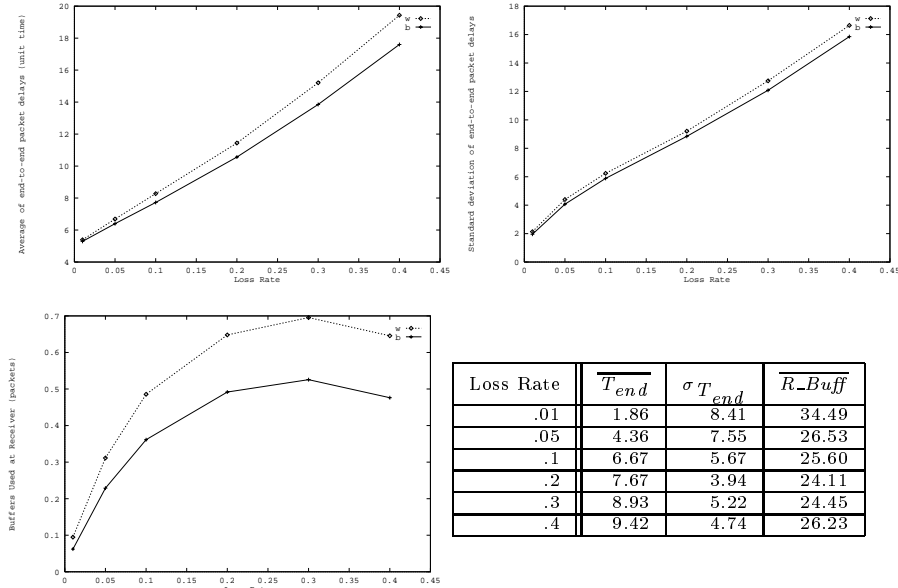 Average of end-to-end packet delays (unit time)
20
18
16
14
12
10
8
6
4
0 0.05 0.1 0.15 0.2 0.25 0.3 0.35 0.4 0.45
Loss Rate
w
b
Standard deviation of end-to-end packet delays
18
16
14
12
10
8
6
4
2
0
0 0.05 0.1 0.15 0.2 0.25 0.3 0.35 0.4 0.45
Loss Rate
w
b
Buffers Used at Receiver (packets)
0.7
0.6
0.5
0.4
0.3
0.2
0.1
0
0 0.05 0.1 0.15 0.2 0.25 0.3 0.35 0.4 0.45
Loss Rate
w
b
Loss Rate T_end σ T_end R_Buff
.01 1.86 8.41 34.49
.05 4.36 7.55 26.53
.1 6.67 5.67 25.60
.2 7.67 3.94 24.11
.3 8.93 5.22 24.45
.4 9.42 4.74 26.23